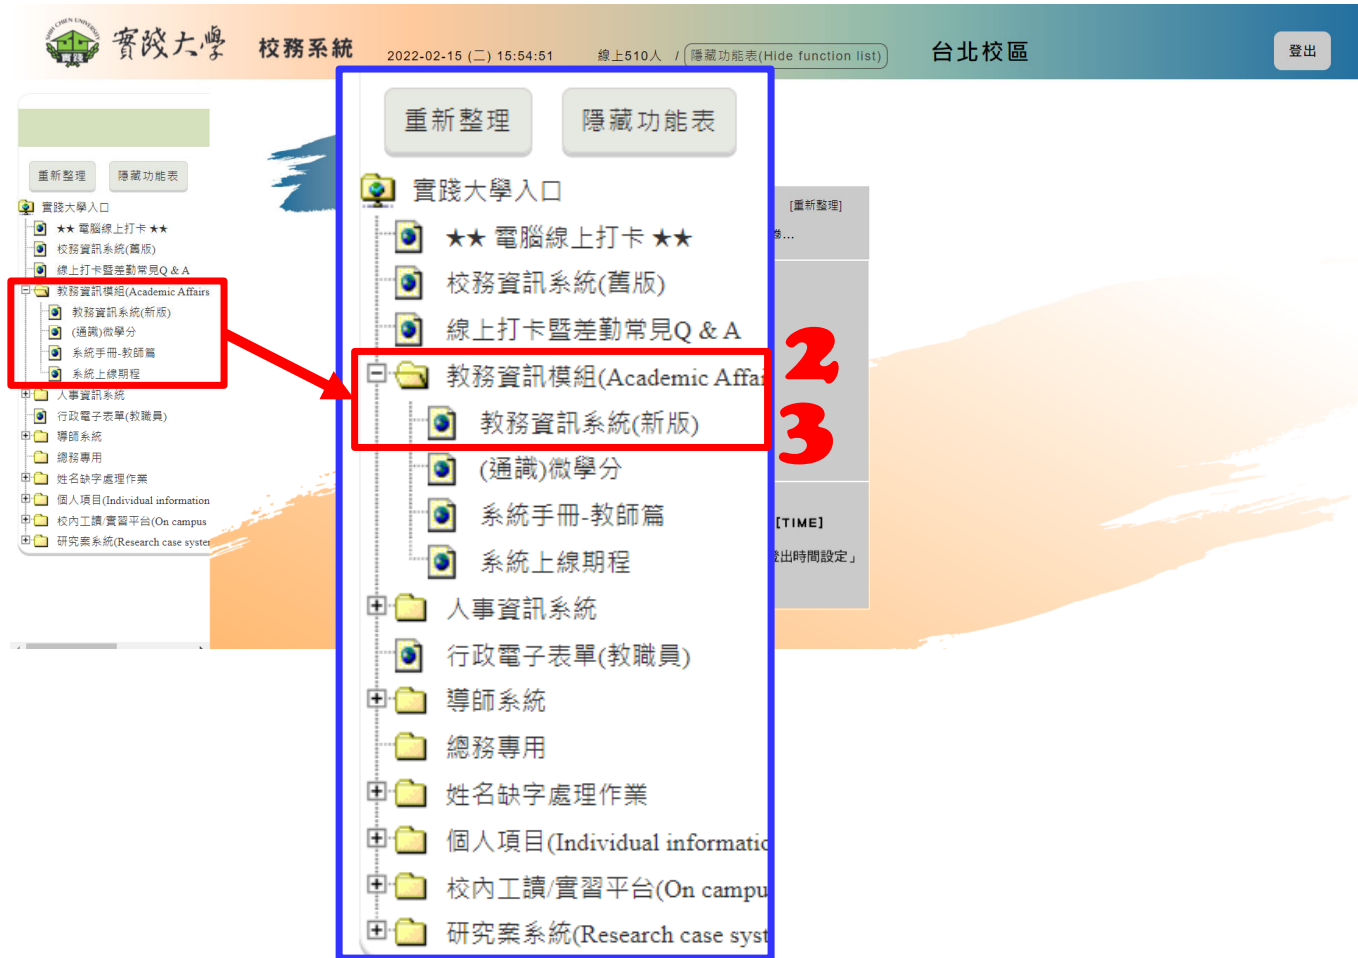 實踐大學 校務系統 2022-02-15 (二) 15:54:51 線上510人 / 隱藏功能表(Hide function list) 台北校區 登出
重新整理 隱藏功能表
實踐大學入口
★★ 電腦線上打卡 ★★
校務資訊系統(舊版)
線上打卡暨差勤常見Q & A
教務資訊模組(Academic Affairs
教務資訊系統(新版)
(通識)微學分
系統手冊-教師篇
系統上線期程
人事資訊系統
行政電子表單(教職員)
導師系統
總務專用
姓名缺字處理作業
個人項目(Individual information
校內工讀/實習平台(On campus
研究案系統(Research case system
重新整理 隱藏功能表
實踐大學入口
★★ 電腦線上打卡 ★★
校務資訊系統(舊版)
線上打卡暨差勤常見Q & A
教務資訊模組(Academic Affai
2
教務資訊系統(新版)
3
(通識)微學分
系統手冊-教師篇
系統上線期程
人事資訊系統
行政電子表單(教職員)
導師系統
總務專用
姓名缺字處理作業
個人項目(Individual informatio
校內工讀/實習平台(On campu
研究案系統(Research case syst
[重新整理]
[TIME]
登出時間設定」